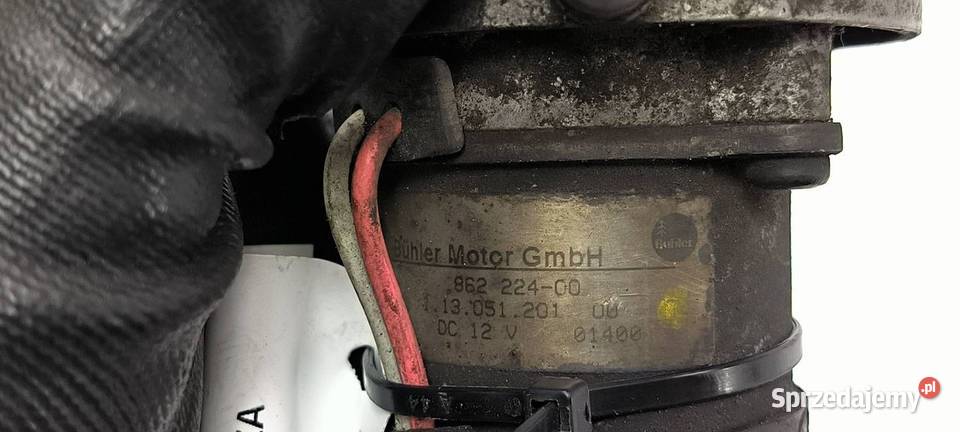 Bühler Motor GmbH
Bühler
862 224-00
1.13.051.201 00
DC 12 V 01400
Sprzedajemy.pl